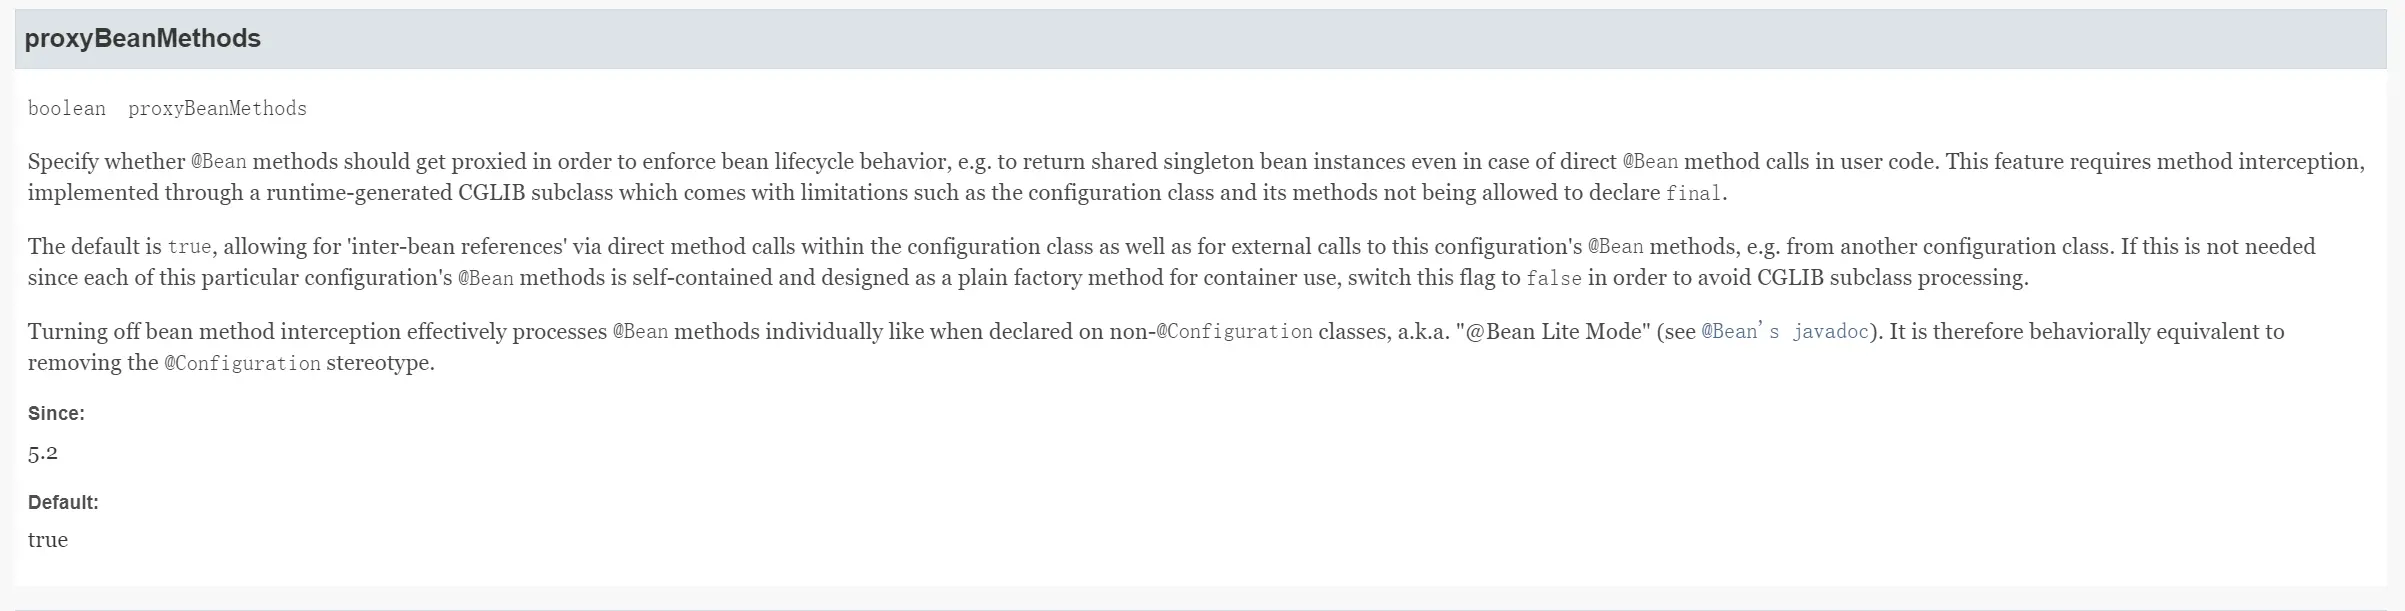 proxyBeanMethods
boolean proxyBeanMethods
Specify whether @Bean methods should get proxied in order to enforce bean lifecycle behavior, e.g. to return shared singleton bean instances even in case of direct @Bean method calls in user code. This feature requires method interception,
implemented through a runtime-generated CGLIB subclass which comes with limitations such as the configuration class and its methods not being allowed to declare final.
The default is true, allowing for 'inter-bean references' via direct method calls within the configuration class as well as for external calls to this configuration's @Bean methods, e.g. from another configuration class. If this is not needed
since each of this particular configuration's @Bean methods is self-contained and designed as a plain factory method for container use, switch this flag to false in order to avoid CGLIB subclass processing.
Turning off bean method interception effectively processes @Bean methods individually like when declared on non-@Configuration classes, a.k.a. "@Bean Lite Mode" (see @Bean's javadoc). It is therefore behaviorally equivalent to
removing the @Configuration stereotype.
Since:
5.2
Default:
true